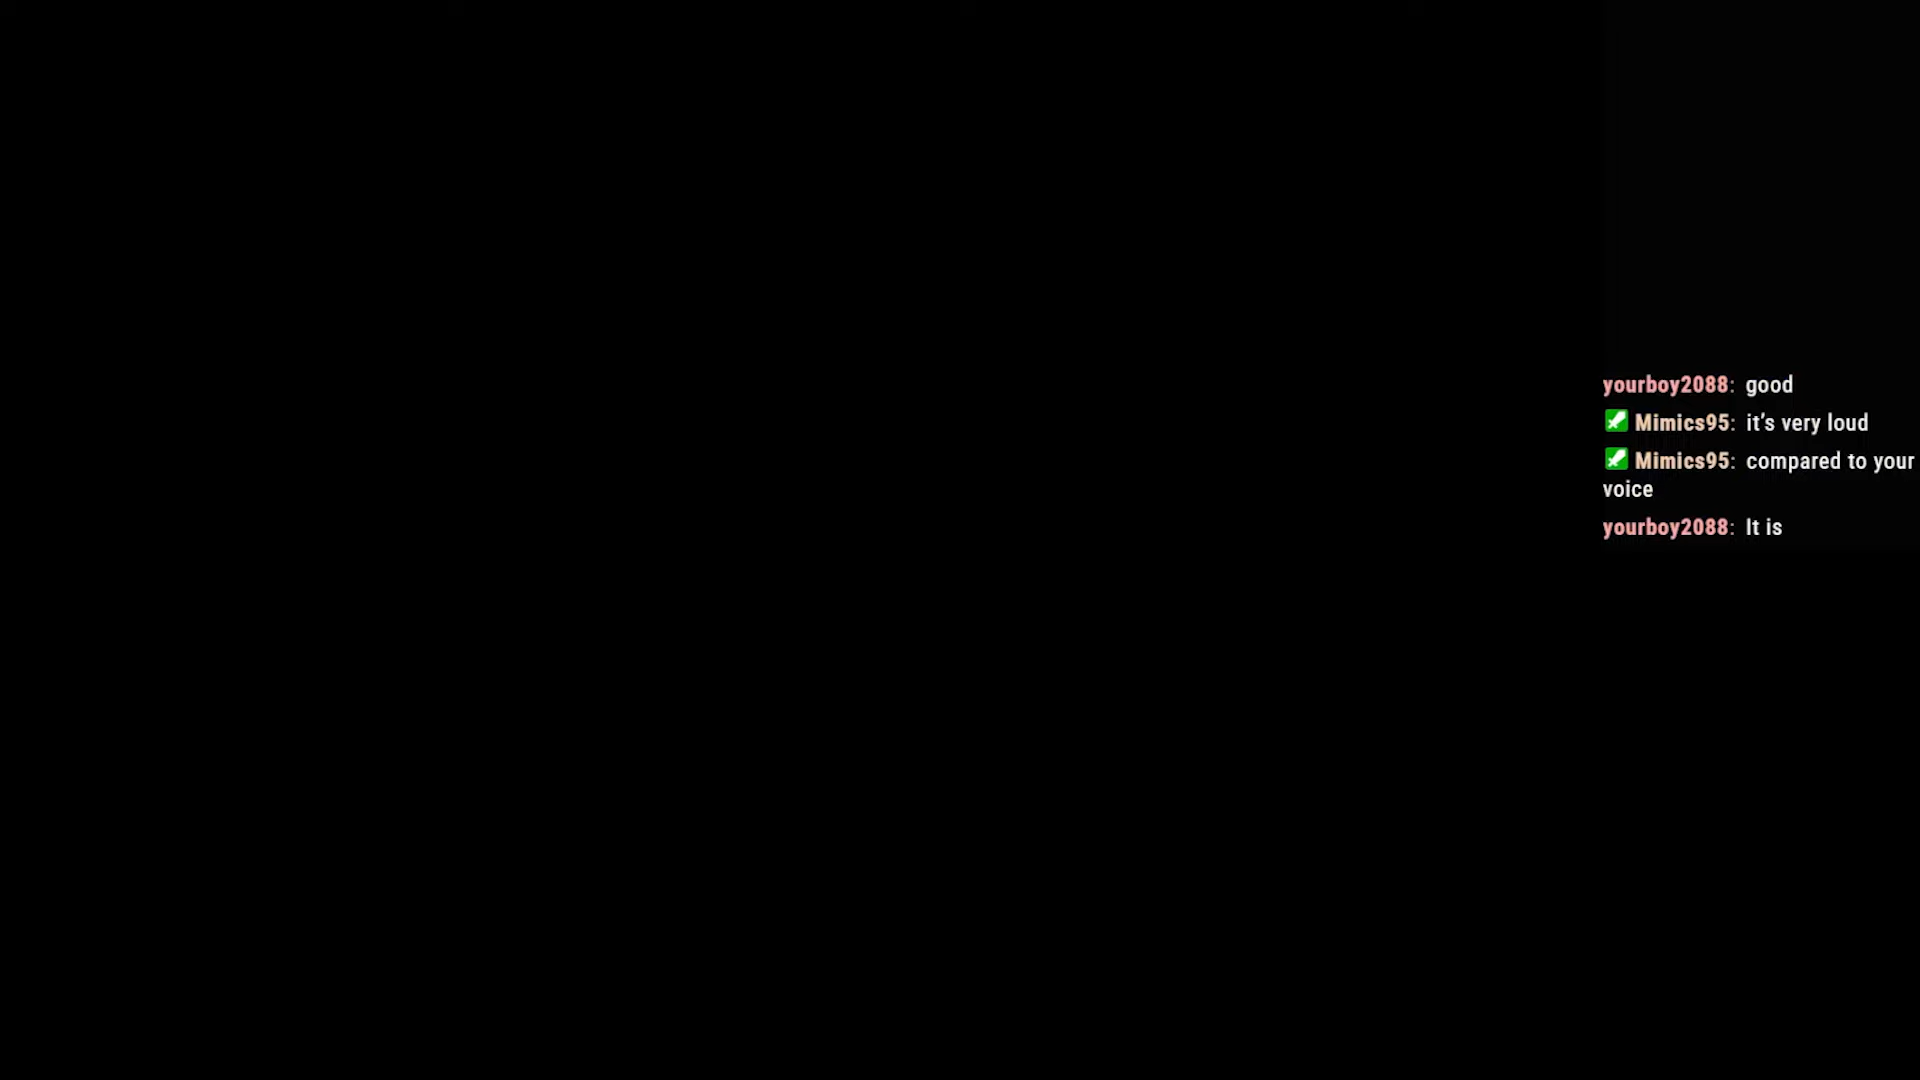 yourboy2088: good
Mimics95: it's very loud
Mimics95: compared to your
voice
yourboy2088: It is